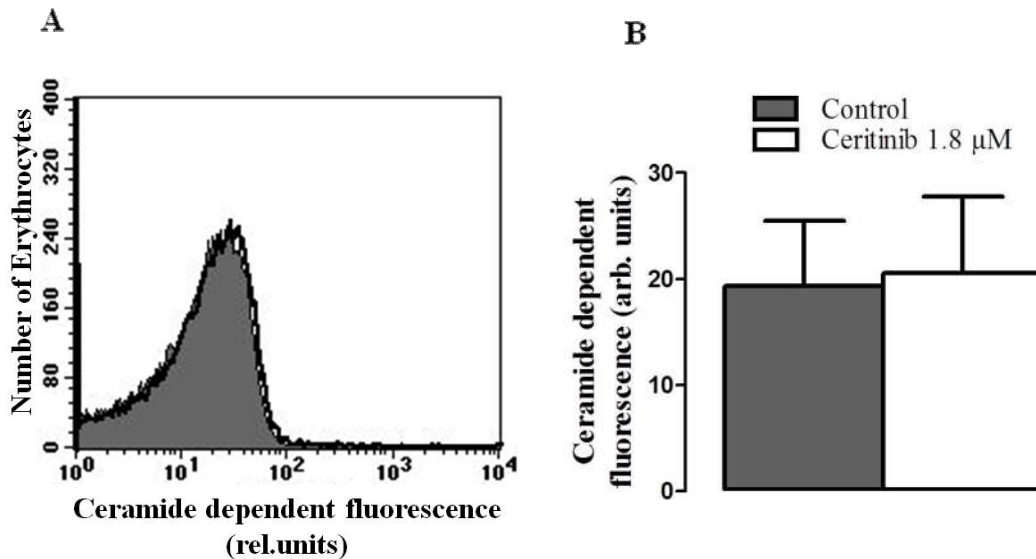 A
Number of Erythrocytes
400
320
240
160
80
0
10⁰ 10¹ 10² 10³ 10⁴
Ceramide dependent fluorescence
(rel.units)
B
Control
Ceritinib 1.8 µM
Ceramide dependent
fluorescence (arb. units)
30
20
10
0